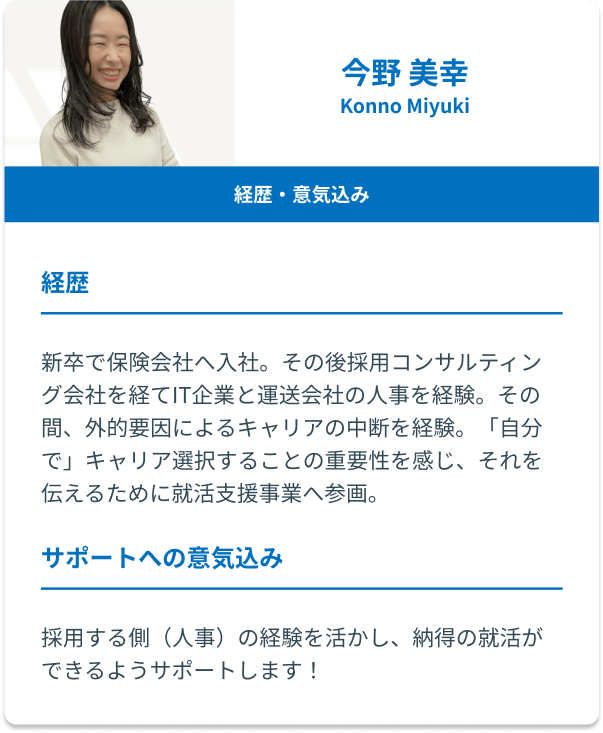 今野 美幸
Konno Miyuki
経歴・意気込み
経歴
新卒で保険会社へ入社。その後採用コンサルティン
グ会社を経てIT企業と運送会社の人事を経験。その
間、外的要因によるキャリアの中断を経験。「自分
で」キャリア選択することの重要性を感じ、それを
伝えるために就活支援事業へ参画。
サポートへの意気込み
採用する側（人事）の経験を活かし、納得の就活が
できるようサポートします！